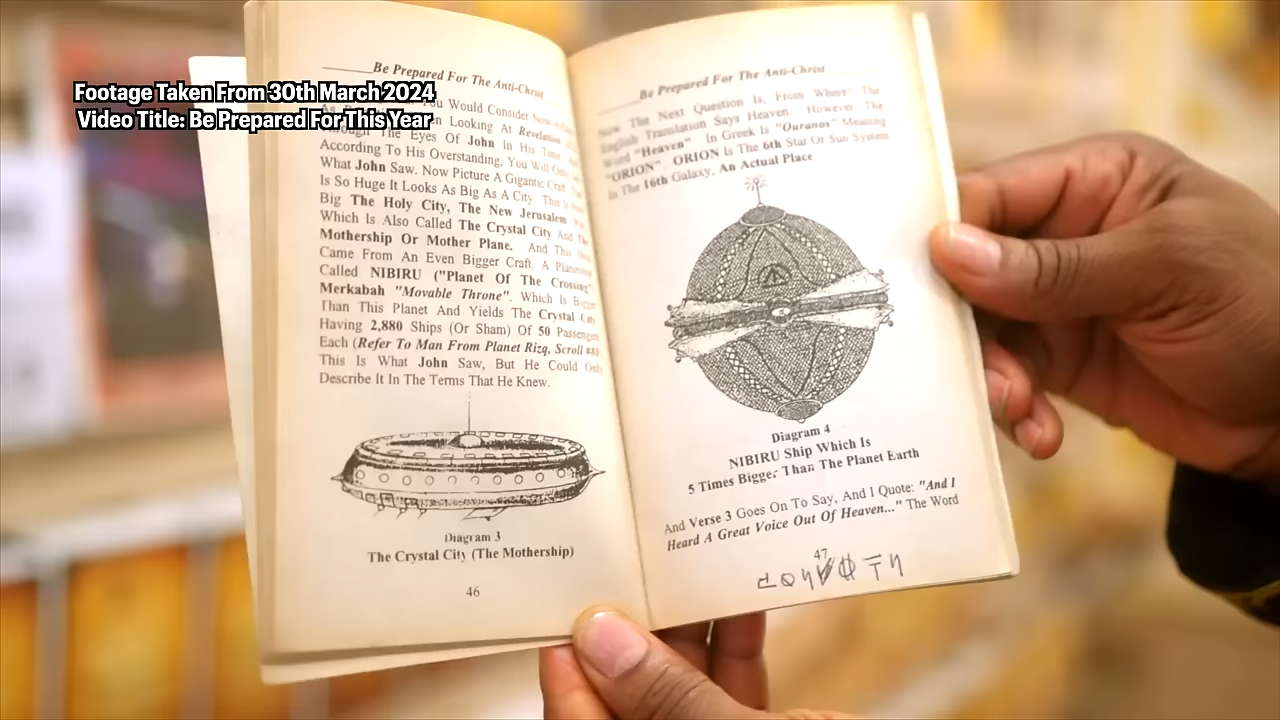 Footage Taken From 30th March 2024
Video Title: Be Prepared For This Year
Be Prepared For The Anti-Christ
You Would Consider
Looking At Revelation
The Eyes Of John In His
According To His Overstanding, You Will
What John Saw. Now Picture A Gigantic
Is So Huge It Looks As Big As A City. This
Big The Holy City, The New Jerusalem
Which Is Also Called The Crystal City And
Mothership Or Mother Plane. And This
Came From An Even Bigger Craft, A
Called NIBIRU ("Planet Of The Crossing")
Merkabah "Movable Throne". Which Is
Than This Planet And Yields The Crystal
Having 2,880 Ships (Or Sham) Of 50
Each (Refer To Man From Planet Rizq, Scroll #80
This Is What John Saw, But He Could
Describe It In The Terms That He Knew.
Diagram 3
The Crystal City (The Mothership)
46
Be Prepared For The Anti-Christ
Now The Next Question Is, From Where? The
English Translation Says Heaven. However The
Word "Heaven" In Greek Is "Ouranos" Meaning
"ORION". ORION Is The 6th Star Or Sun System
In The 16th Galaxy, An Actual Place
Diagram 4
NIBIRU Ship Which Is
5 Times Bigger Than The Planet Earth
And Verse 3 Goes On To Say, And I Quote: "And I
Heard A Great Voice Out Of Heaven..." The Word
47